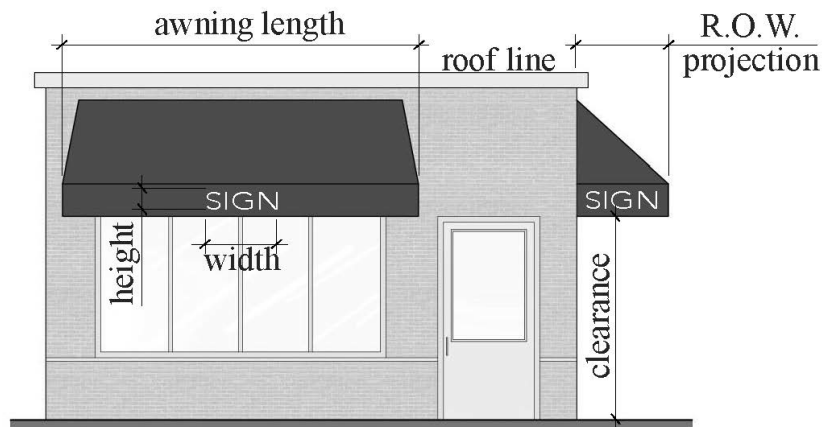 awning length
R.O.W.
projection
roof line
SIGN
SIGN
height
width
clearance